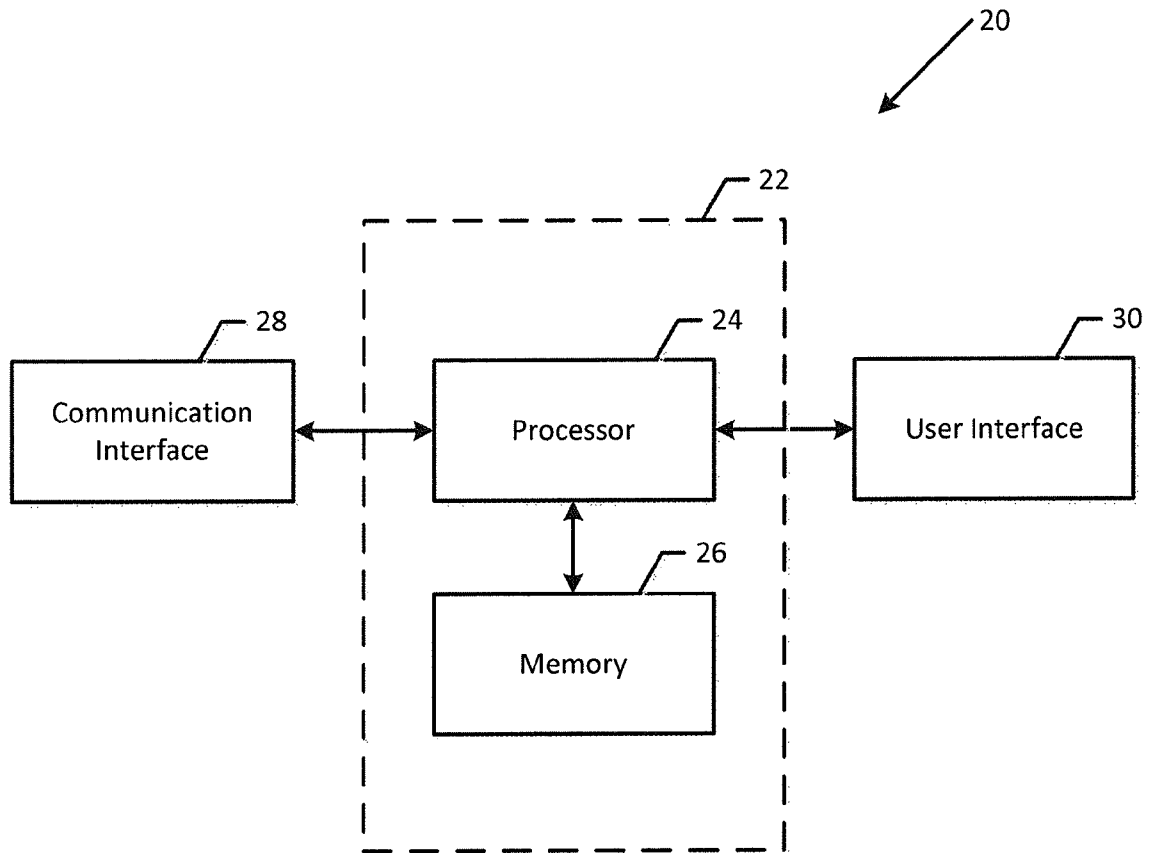 20
22
28
24
30
Communication
Interface
Processor
User Interface
26
Memory